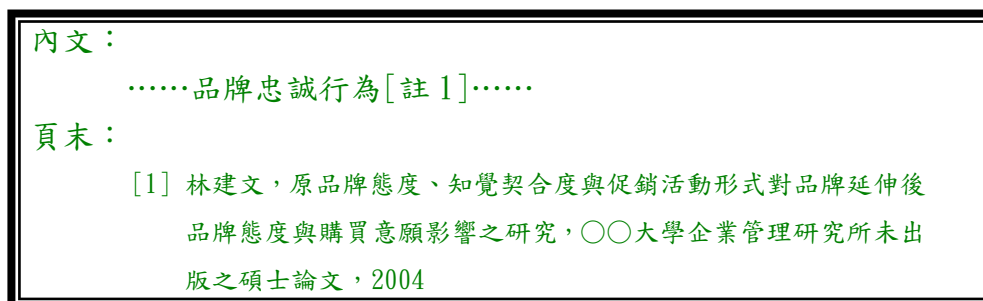 內文：
……品牌忠誠行為[註 1]……
頁末：
[1] 林建文，原品牌態度、知覺契合度與促銷活動形式對品牌延伸後
品牌態度與購買意願影響之研究，○○大學企業管理研究所未出
版之碩士論文，2004